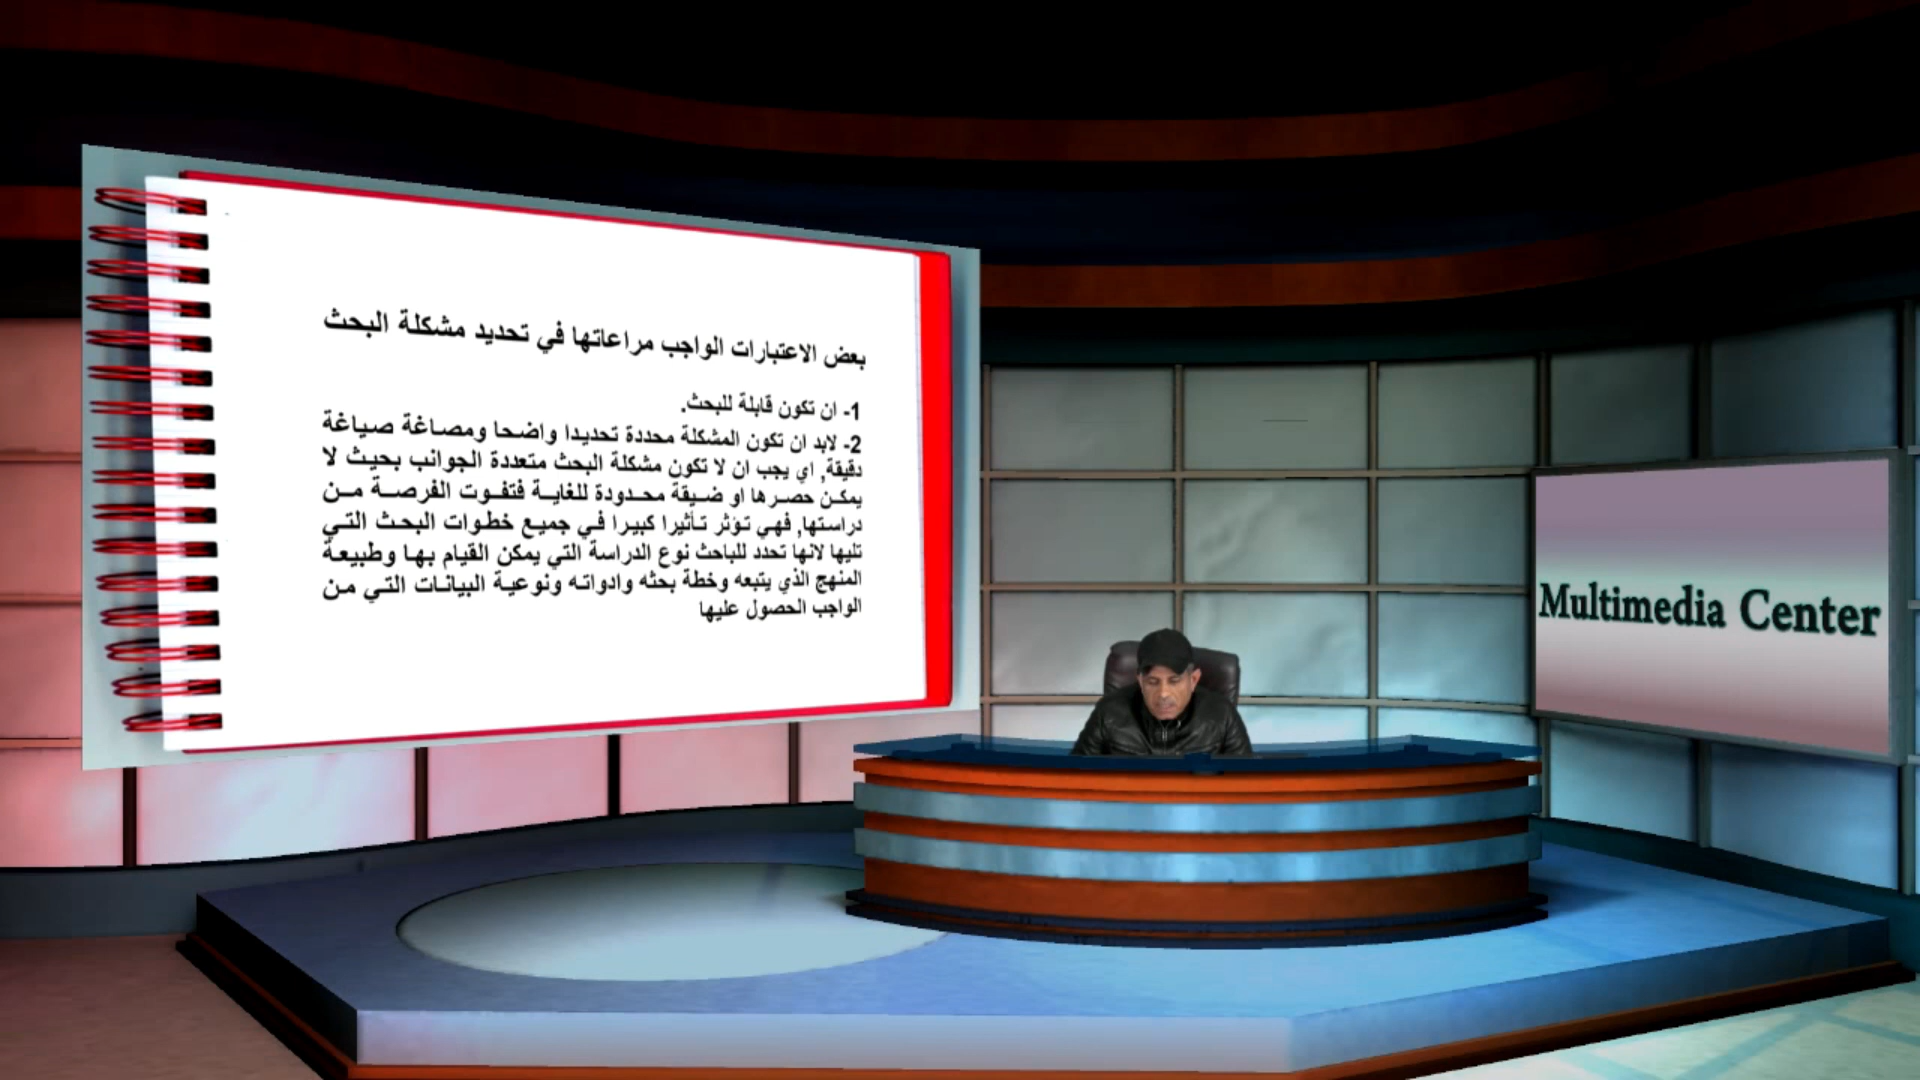 بعض الاعتبارات الواجب مراعاتها في تحديد مشكلة البحث
1- ان تكون قابلة للبحث.
2- لابد ان تكون المشكلة محددة تحديدا واضحا ومصاغة صياغة
دقيقة, اي يجب ان لا تكون مشكلة البحث متعددة الجوانب بحيث لا
يمكن حصرها او ضيقة محدودة للغاية فتفوت الفرصة من
دراستها, فهي تؤثر تأثيرا كبيرا في جميع خطوات البحث التي
تليها لانها تحدد للباحث نوع الدراسة التي يمكن القيام بها وطبيعة
المنهج الذي يتبعه وخطة بحثه وادواته ونوعية البيانات التي من
الواجب الحصول عليها
Multimedia Center